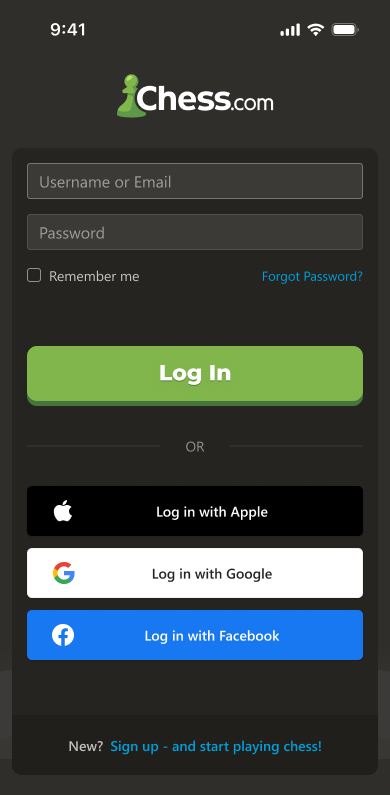 9:41
Chess.com
Username or Email
Password
Remember me Forgot Password?
Log In
OR
Log in with Apple
Log in with Google
Log in with Facebook
New? Sign up - and start playing chess!